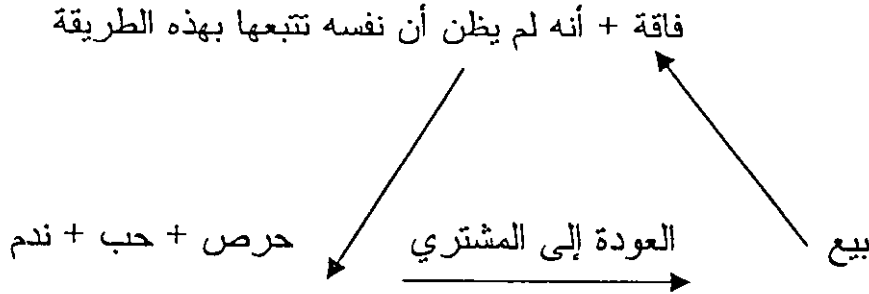 فاقة + أنه لم يظن أن نفسه تتبعها بهذه الطريقة
بيع العودة إلى المشتري حرص + حب + ندم